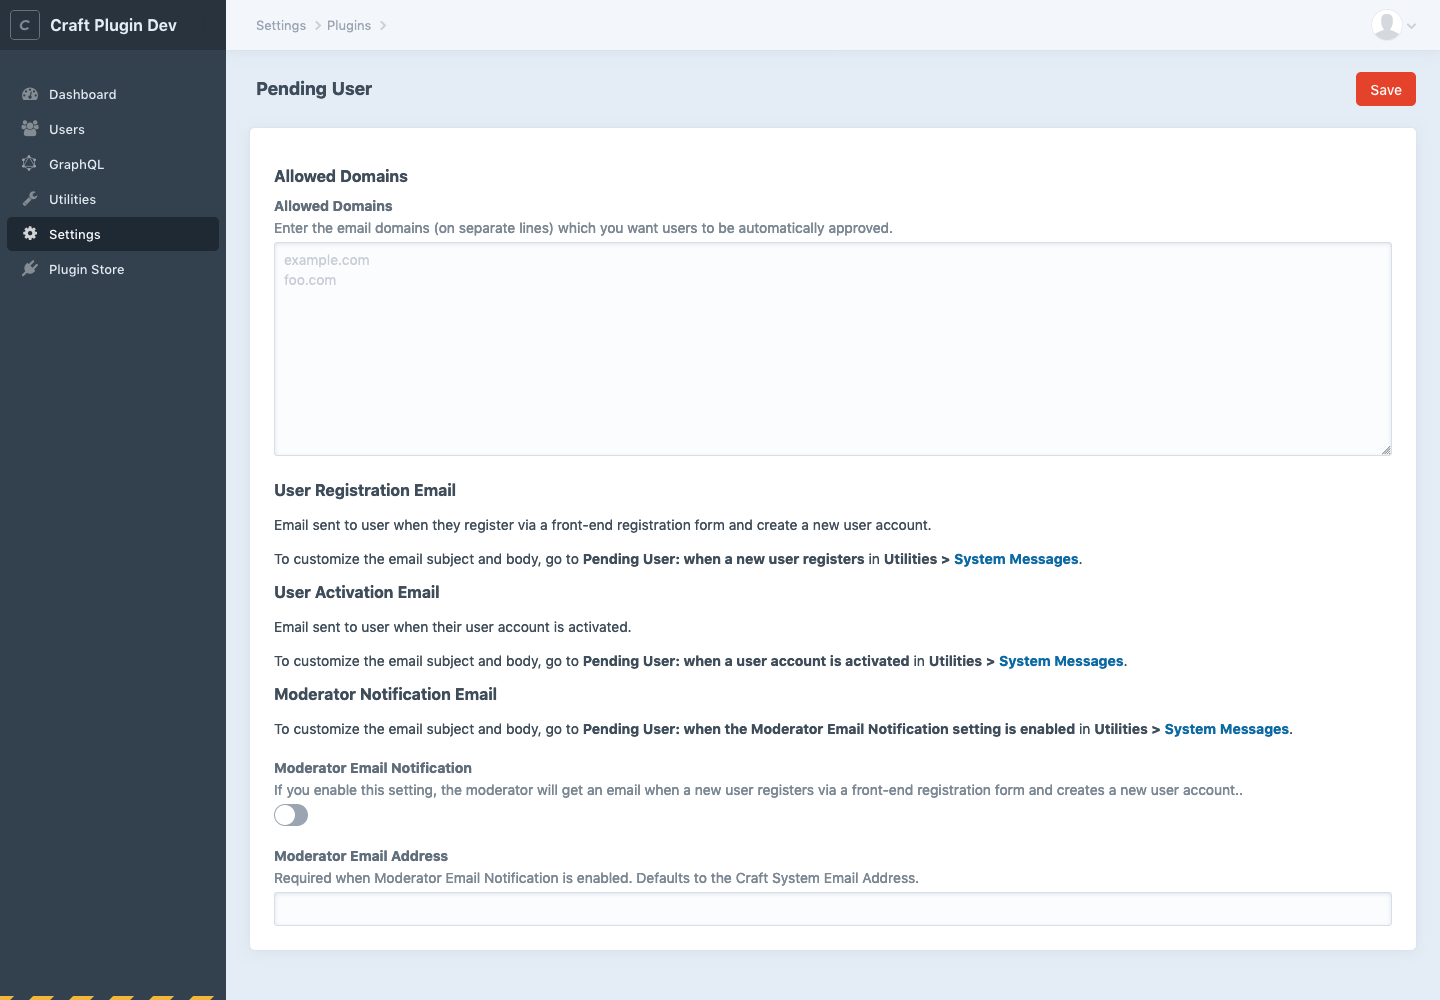 C Craft Plugin Dev
Settings Plugins
Dashboard
Users
GraphQL
Utilities
Settings
Plugin Store
Pending User
Save
Allowed Domains
Allowed Domains
Enter the email domains (on separate lines) which you want users to be automatically approved.
example.com
foo.com
User Registration Email
Email sent to user when they register via a front-end registration form and create a new user account.
To customize the email subject and body, go to Pending User: when a new user registers in Utilities > System Messages.
User Activation Email
Email sent to user when their user account is activated.
To customize the email subject and body, go to Pending User: when a user account is activated in Utilities > System Messages.
Moderator Notification Email
To customize the email subject and body, go to Pending User: when the Moderator Email Notification setting is enabled in Utilities > System Messages.
Moderator Email Notification
If you enable this setting, the moderator will get an email when a new user registers via a front-end registration form and creates a new user account..
Moderator Email Address
Required when Moderator Email Notification is enabled. Defaults to the Craft System Email Address.